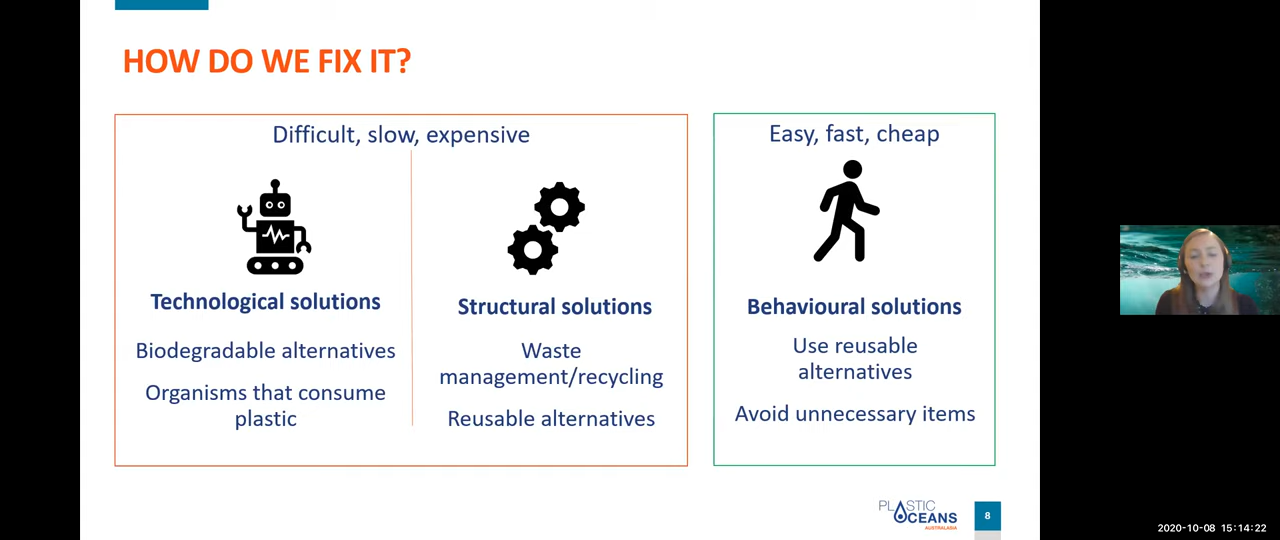 HOW DO WE FIX IT?
Difficult, slow, expensive
Technological solutions
Biodegradable alternatives
Organisms that consume
plastic
Structural solutions
Waste
management/recycling
Reusable alternatives
Easy, fast, cheap
Behavioural solutions
Use reusable
alternatives
Avoid unnecessary items
PLASTIC
OCEANS
AUSTRALASIA
8
2020-10-08 15:14:22